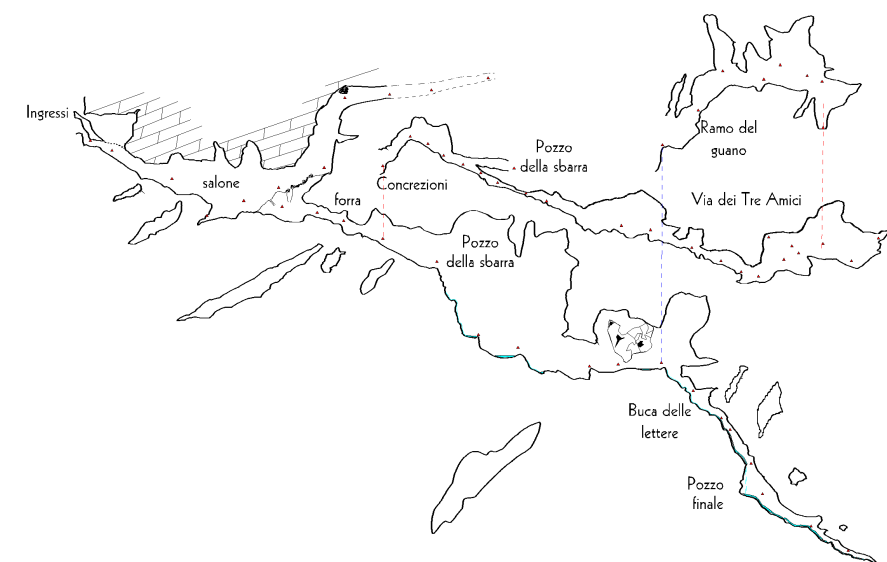 Ingressi
salone
forra
Concrezioni
Pozzo
della sbarra
Pozzo
della sbarra
Ramo del
guano
Via dei Tre Amici
Buca delle
lettere
Pozzo
finale